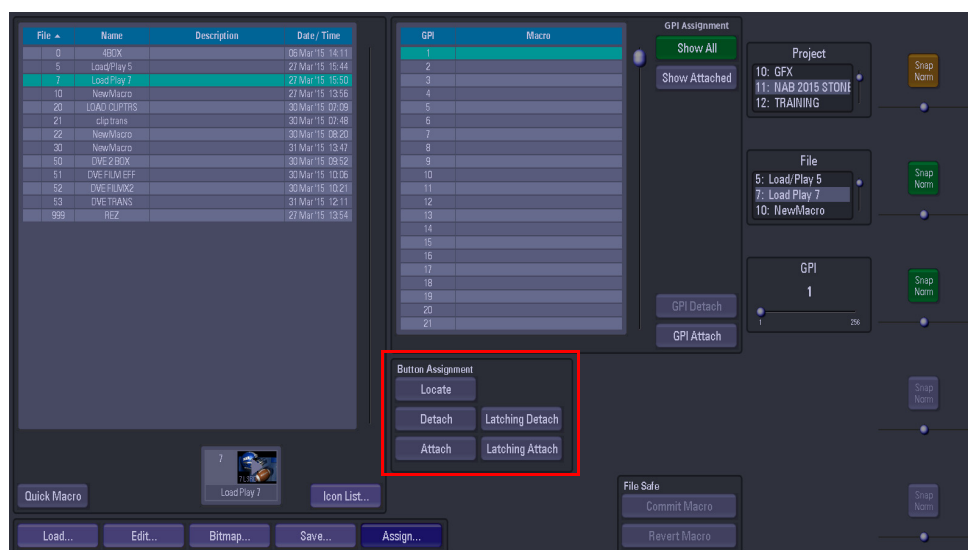 File Name Description Date/ Time
0 4BOX 06 Mar'15 14:11
5 Load/Play 5 27 Mar'15 15:44
7 Load Play 7 27 Mar'15 15:50
10 NewMacro 27 Mar'15 13:56
20 LOAD CLIPTRS 30 Mar'15 07:09
21 clip trans 30 Mar'15 07:48
22 NewMacro 30 Mar'15 08:20
30 NewMacro 31 Mar'15 13:47
50 DVE 2 BOX 30 Mar'15 09:52
51 DVE FILM EFF 30 Mar'15 10:06
52 DVE FILMX2 30 Mar'15 10:21
53 DVE TRANS 31 Mar'15 12:11
999 REZ 27 Mar'15 13:54
7
Load Play 7
Quick Macro
Icon List...
Load...
Edit...
Bitmap...
Save...
Assign...
GPI Macro
1
2
3
4
5
6
7
8
9
10
11
12
13
14
15
16
17
18
19
20
21
GPI Assignment
Show All
Show Attached
GPI Detach
GPI Attach
Button Assignment
Locate
Detach
Latching Detach
Attach
Latching Attach
File Safe
Commit Macro
Revert Macro
Project
10: GFX
11: NAB 2015 STONE
12: TRAINING
File
5: Load/Play 5
7: Load Play 7
10: NewMacro
GPI
1
1 256
Snap
Norm
Snap
Norm
Snap
Norm
Snap
Norm
Snap
Norm